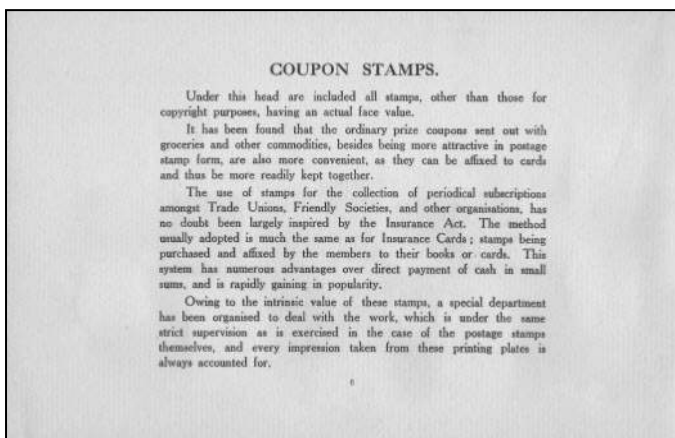 COUPON STAMPS.
Under this head are included all stamps, other than those for
copyright purposes, having an actual face value.
It has been found that the ordinary prize coupons sent out with
groceries and other commodities, besides being more attractive in postage
stamp form, are also more convenient, as they can be affixed to cards
and thus be more readily kept together.
The use of stamps for the collection of periodical subscriptions
amongst Trade Unions, Friendly Societies, and other organisations, has
no doubt been largely inspired by the Insurance Act. The method
usually adopted is much the same as for Insurance Cards; stamps being
purchased and affixed by the members to their books or cards. This
system has numerous advantages over direct payment of cash in small
sums, and is rapidly gaining in popularity.
Owing to the intrinsic value of these stamps, a special department
has been organised to deal with the work, which is under the same
strict supervision as is exercised in the case of the postage stamps
themselves, and every impression taken from these printing plates is
always accounted for.